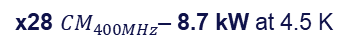 x28 CM400MHz– 8.7 kW at 4.5 K